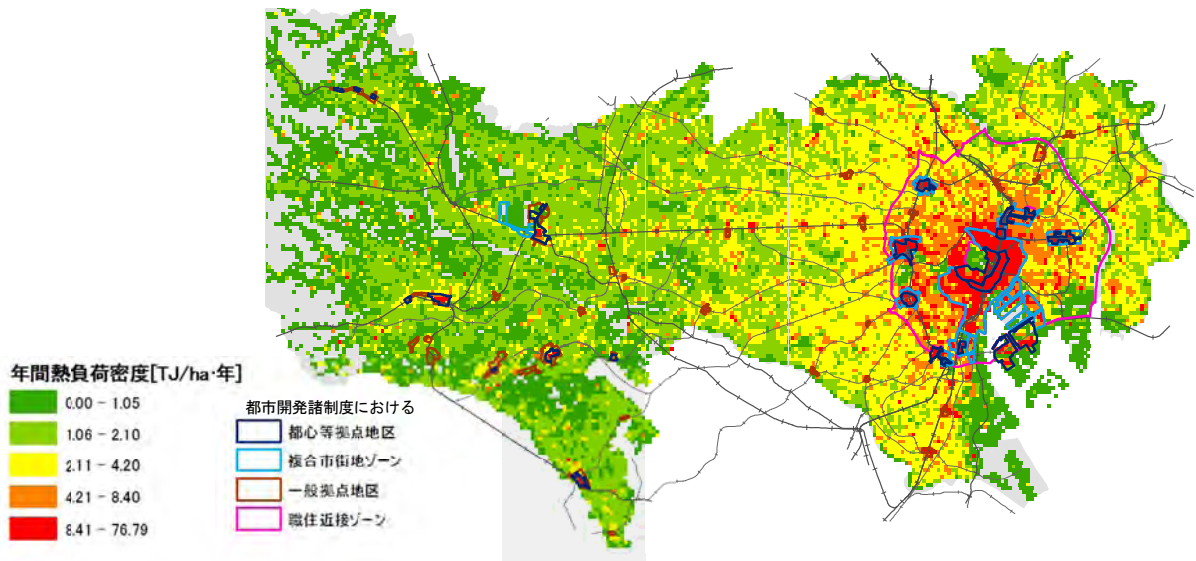 年間熱負荷密度[TJ/ha・年]
0.00 - 1.05
1.06 - 2.10
2.11 - 4.20
4.21 - 8.40
8.41 - 76.79
都市開発諸制度における
都心等拠点地区
複合市街地ゾーン
一般拠点地区
職住近接ゾーン